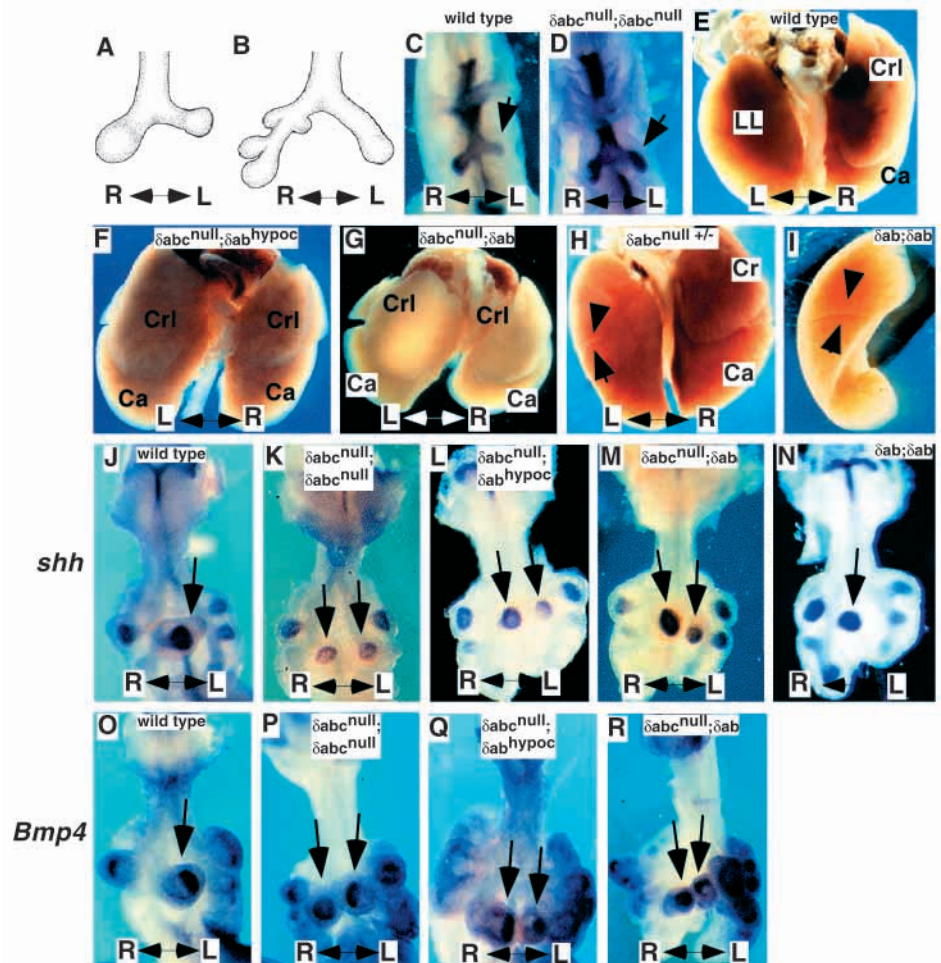 A
R L
B
R L
C wild type
R L
D δabc null;δabc null
R L
E wild type
LL
Crl
Ca
L R
F δabc null;δab hypoc
Crl Crl
Ca Ca
L R
G δabc null;δab
Crl Crl
Ca Ca
L R
H δabc null +/-
Cr
Ca
L R
I δab;δab
shh
J wild type
R L
K δabc null;
δabc null
R L
L δabc null;
δab hypoc
R L
M δabc null;δab
R L
N δab;δab
R L
Bmp4
O wild type
R L
P δabc null;
δabc null
R L
Q δabc null;
δab hypoc
R L
R δabc null;δab
R L